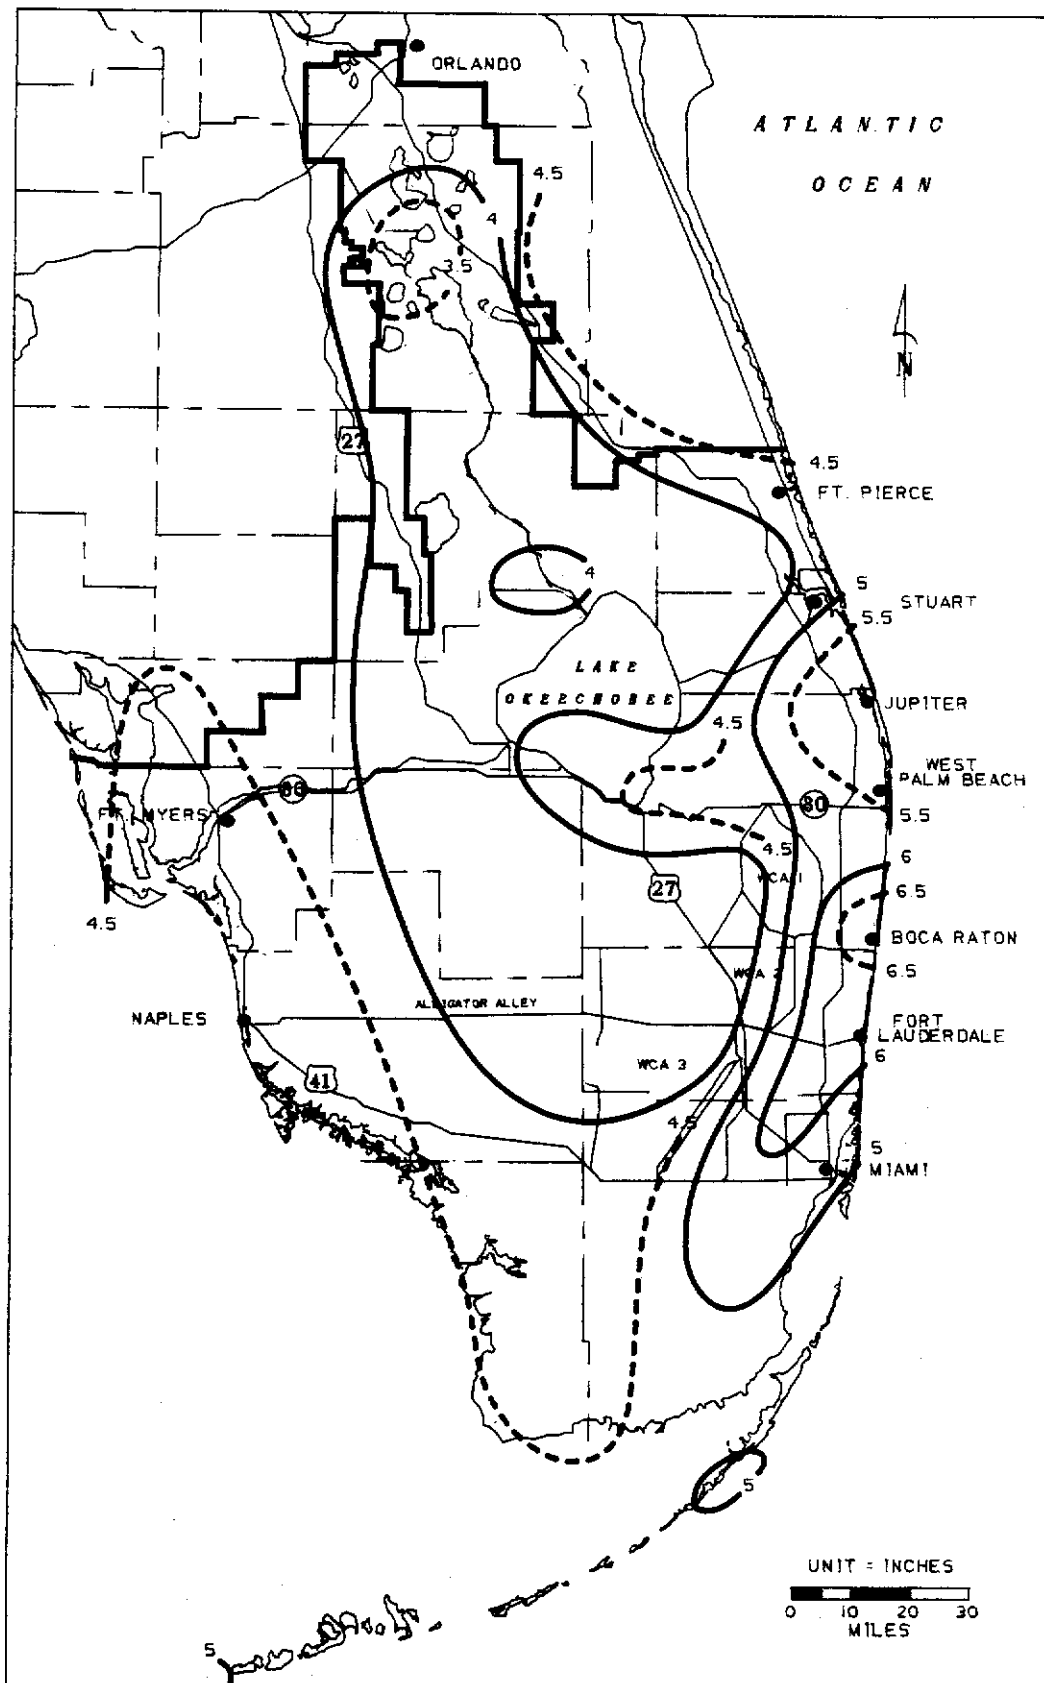 ORLANDO
ATLANTIC
OCEAN
4.5
4
3.5
N
27
4.5
FT. PIERCE
4
5
STUART
5.5
LAKE
OKEECHOBEE
JUPITER
4.5
WEST
PALM BEACH
80
80
FT. MYERS
5.5
4.5
6
WCA 1
27
6.5
4.5
BOCA RATON
6.5
WCA 2
ALLIGATOR ALLEY
NAPLES
FORT
LAUDERDALE
6
WCA 3
41
4.5
5
MIAMI
5
UNIT = INCHES
0 10 20 30
MILES
5